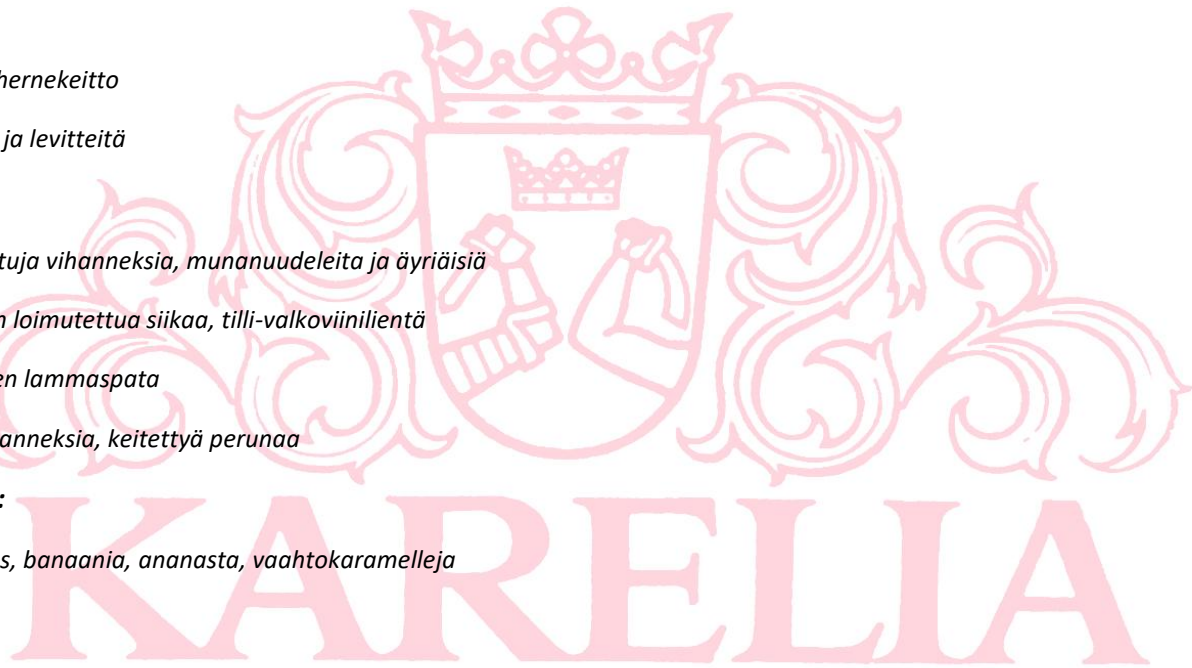 hernekeitto
ja levitteitä
tuja vihanneksia, munanuudeleita ja äyriäisiä
n loimutettua siikaa, tilli-valkoviinilientä
en lammaspata
anneksia, keitettyä perunaa
:
s, banaania, ananasta, vaahtokaramelleja
KARELIA